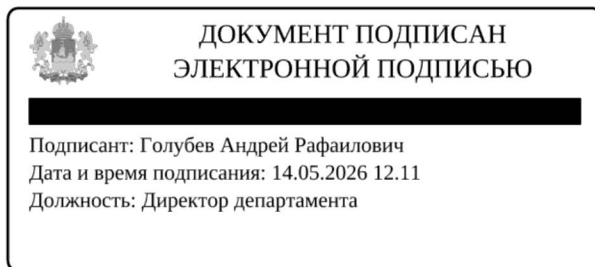 ДОКУМЕНТ ПОДПИСАН
ЭЛЕКТРОННОЙ ПОДПИСЬЮ
Подписант: Голубев Андрей Рафаилович
Дата и время подписания: 14.05.2026 12.11
Должность: Директор департамента